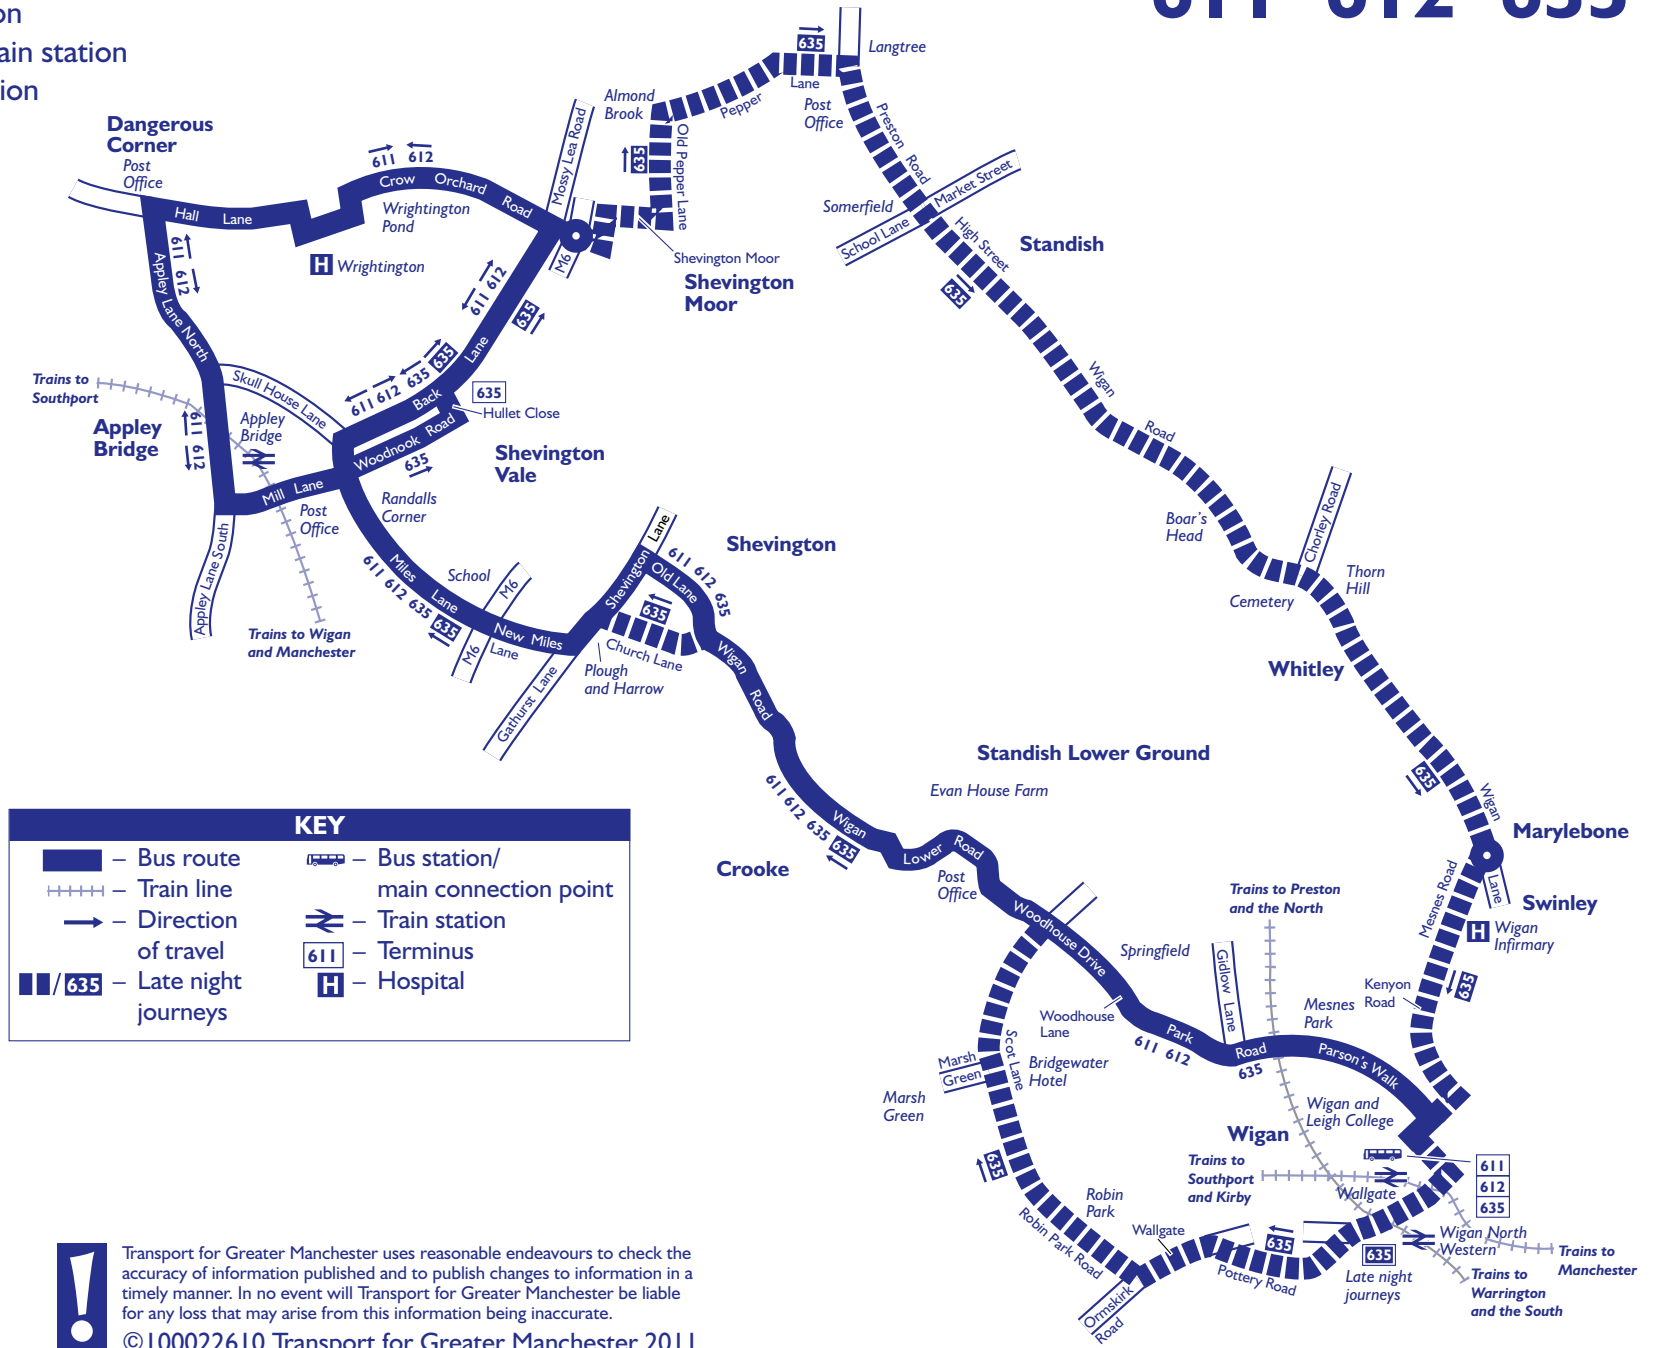 611 612 635
on
ain station
ion
Langtree
635
Lane
Pepper
Post
Office
Almond
Brook
Old Pepper Lane
635
Mossy Lea Road
Preston Road
Dangerous
Corner
Post
Office
611 612
Crow Orchard Road
Hall Lane
Wrightington
Pond
H Wrightington
M6
Shevington Moor
Shevington
Moor
Somerfield
Market Street
School Lane
High Street
Standish
635
611 612
Appley Lane North
611 612
635
Back Lane
611 612 635 635
635
Hullet Close
Woodnook Road
635
Shevington
Vale
Skull House Lane
Trains to
Southport
Appley
Bridge
Appley
Bridge
611 612
Mill Lane
Post
Office
Randalls
Corner
Appley Lane South
Trains to Wigan
and Manchester
Wigan Road
Boar's
Head
Chorley Road
Cemetery
Thorn
Hill
Whitley
Miles Lane
611 612 635 635
School
M6
M6
New Miles
Lane
Gathurst Lane
Shevington Lane
Shevington
Old Lane
611 612 635
635
Church Lane
Plough
and Harrow
Wigan Road
Standish Lower Ground
Evan House Farm
611 612 635 635
Wigan
Lower Road
Crooke
Post
Office
635
Wigan
Lane
Marylebone
Swinley
Mesnes Road
H Wigan
Infirmary
635
Kenyon
Road
Trains to Preston
and the North
Woodhouse Drive
Springfield
Gidlow Lane
Woodhouse
Lane
Mesnes
Park
Park Road
611 612
635
Parson's Walk
Scot Lane
Marsh
Green
Bridgewater
Hotel
Marsh
Green
Wigan and
Leigh College
Wigan
Trains to
Southport
and Kirby
Wallgate
611
612
635
635
Robin
Park
Robin Park Road
Wallgate
635
Pottery Road
635
Late night
journeys
Wigan North
Western
Trains to
Manchester
Trains to
Warrington
and the South
Ormskirk
Road
KEY
– Bus route
– Train line
– Direction
of travel
/635 – Late night
journeys
– Bus station/
main connection point
– Train station
611 – Terminus
H – Hospital
Transport for Greater Manchester uses reasonable endeavours to check the
accuracy of information published and to publish changes to information in a
timely manner. In no event will Transport for Greater Manchester be liable
for any loss that may arise from this information being inaccurate.
©100022610 Transport for Greater Manchester 2011